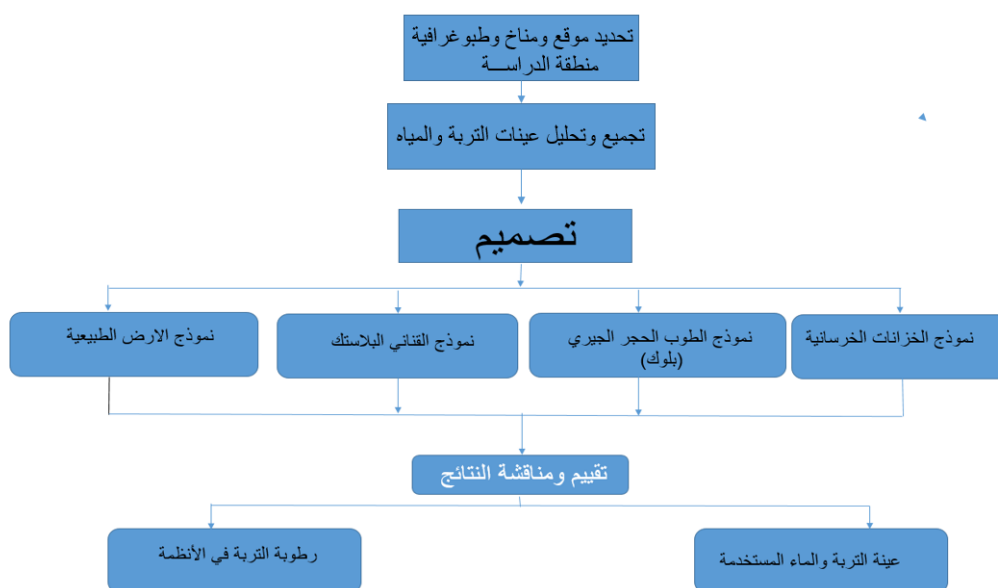 تحديد موقع ومناخ وطبوغرافية
منطقة الدراســـة
تجميع وتحليل عينات التربة والمياه
تصميم
نموذج الخزانات الخرسانية
نموذج الطوب الحجر الجيري
(بلوك)
نموذج القناني البلاستك
نموذج الارض الطبيعية
تقييم ومناقشة النتائج
عينة التربة والماء المستخدمة
رطوبة التربة في الأنظمة